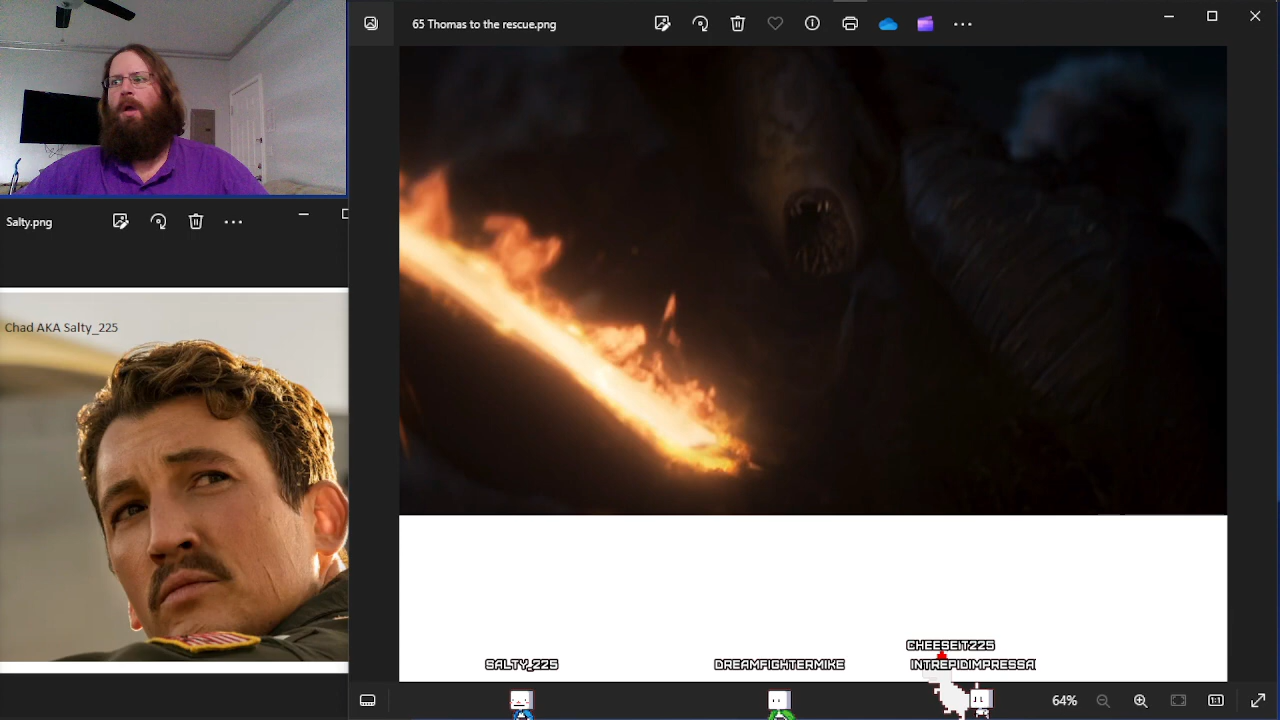 65 Thomas to the rescue.png
Salty.png
Chad AKA Salty_225
CHEESEIT225
SALTY_225
DREAMFIGHTERMIKE
INTREPIDIMPRESSA
64%